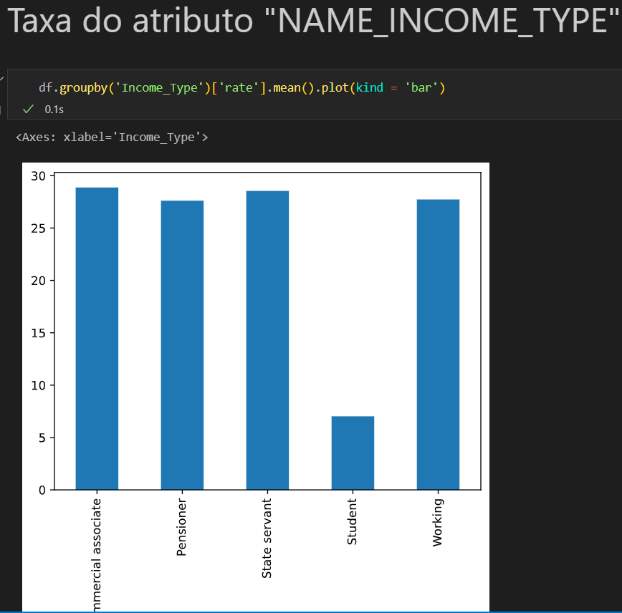 Taxa do atributo "NAME_INCOME_TYPE"
df.groupby('Income_Type')['rate'].mean().plot(kind = 'bar')
0.1s
<Axes: xlabel='Income_Type'>
30
25
20
15
10
5
0
mmercial associate
Pensioner
State servant
Student
Working